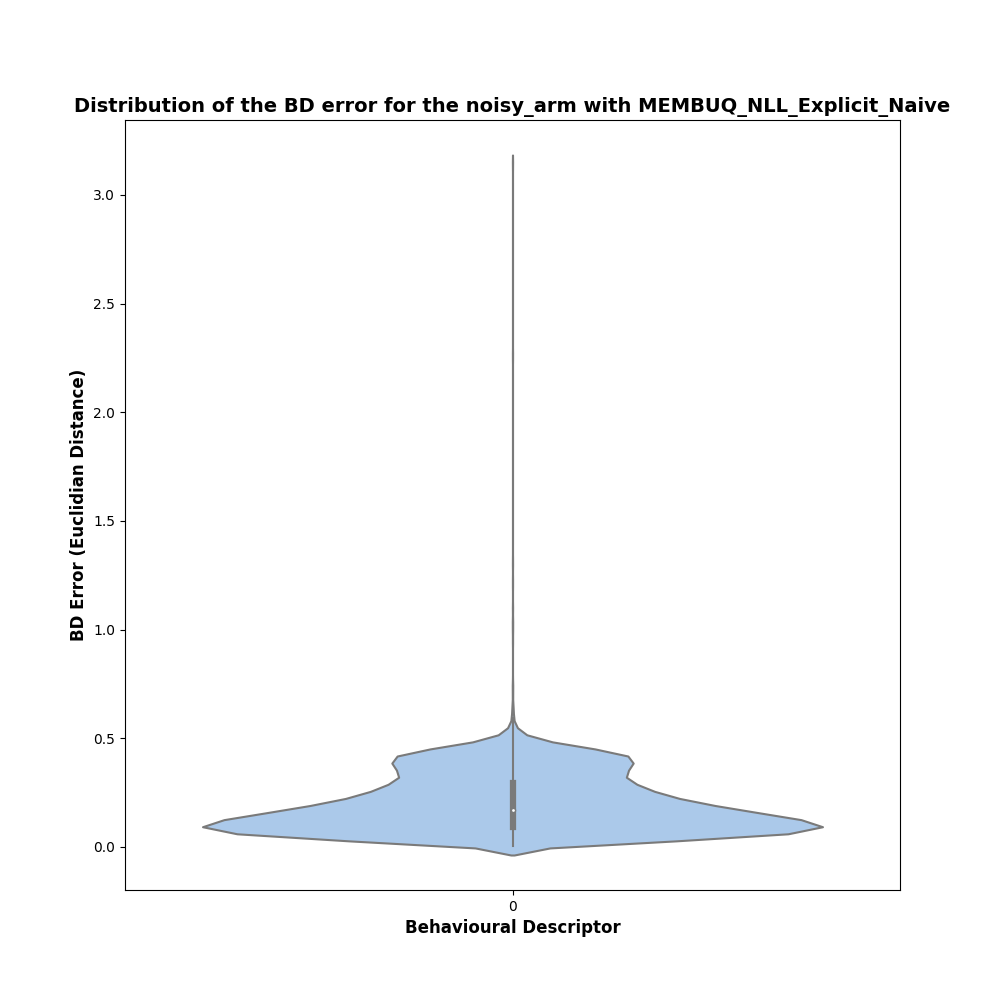 Distribution of the BD error for the noisy_arm with MEMBUQ_NLL_Explicit_Naive
3.0
2.5
2.0
1.5
1.0
0.5
0.0
BD Error (Euclidian Distance)
0
Behavioural Descriptor